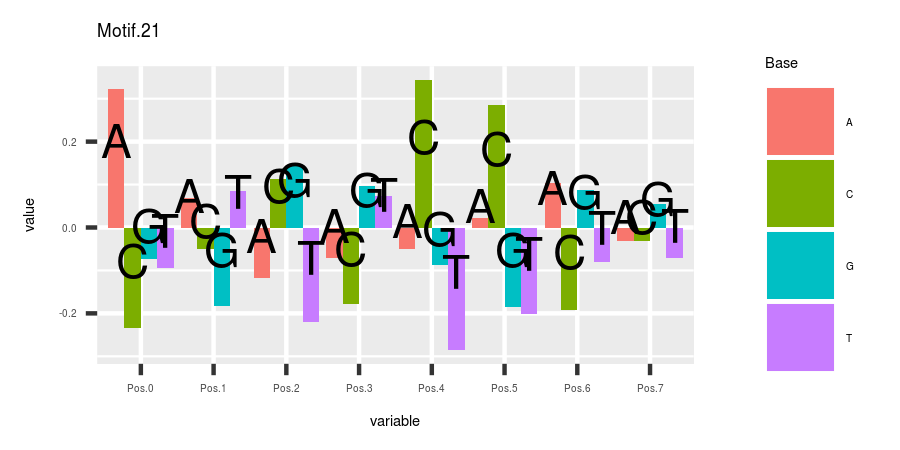 Motif.21
value
0.2
0.0
-0.2
A C G T A C G T A C G T A C G T A C G T A C G T A C G T A C G T
Pos.0 Pos.1 Pos.2 Pos.3 Pos.4 Pos.5 Pos.6 Pos.7
variable
Base
A
C
G
T